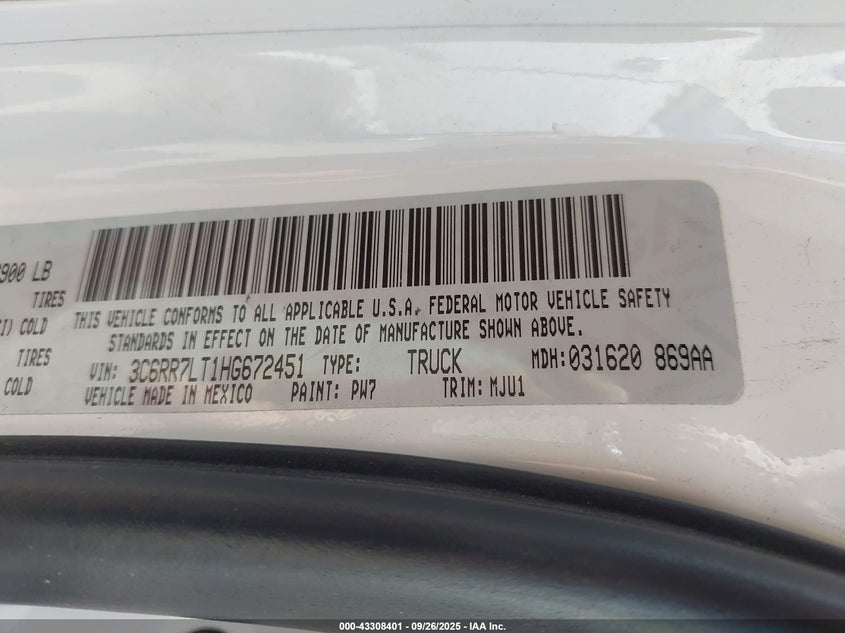 900 LB
TIRES
THIS VEHICLE CONFORMS TO ALL APPLICABLE U.S.A. FEDERAL MOTOR VEHICLE SAFETY
COLD
STANDARDS IN EFFECT ON THE DATE OF MANUFACTURE SHOWN ABOVE.
TIRES
VIN: 3C6RR7LT1HG672451 TYPE: TRUCK MDH:031620 869AA
COLD
VEHICLE MADE IN MEXICO PAINT: PW7 TRIM: MJU1
000-43308401 - 09/26/2025 - IAA Inc.